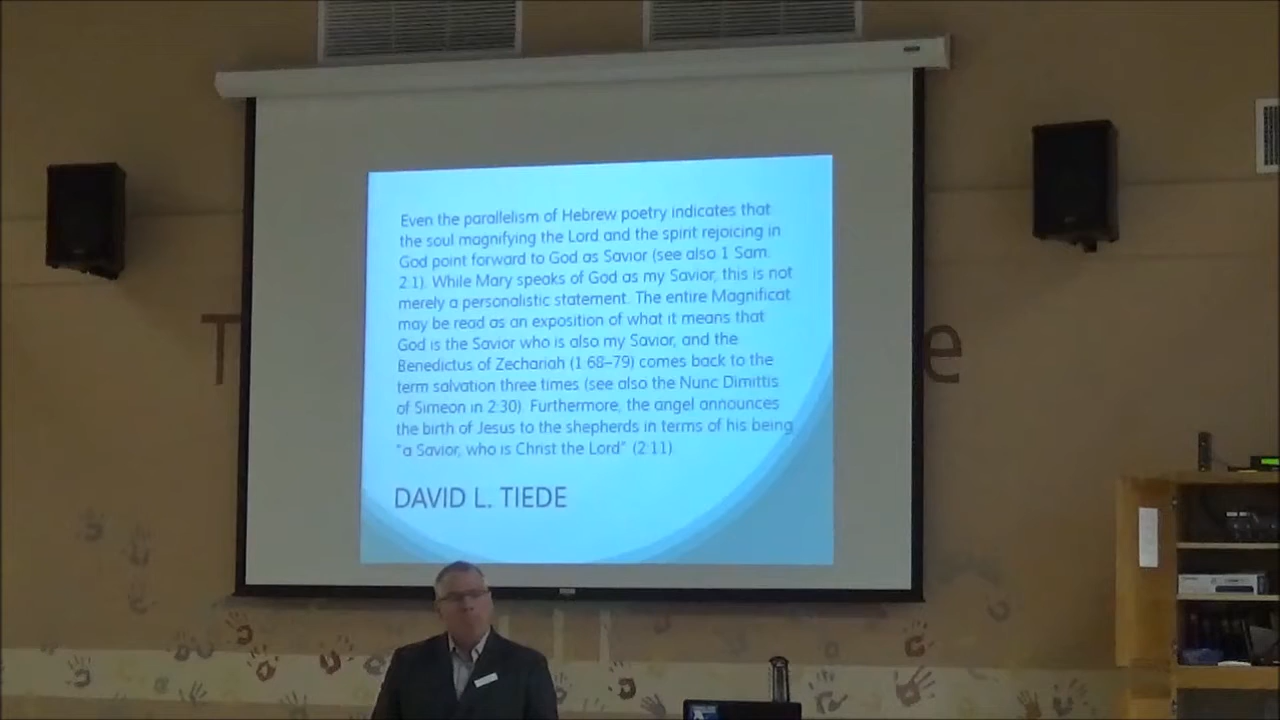 Even the parallelism of Hebrew poetry indicates that
the soul magnifying the Lord and the spirit rejoicing in
God point forward to God as Savior (see also 1 Sam.
2:1). While Mary speaks of God as my Savior, this is not
merely a personalistic statement. The entire Magnificat
may be read as an exposition of what it means that
God is the Savior who is also my Savior, and the
Benedictus of Zechariah (1:68–79) comes back to the
term salvation three times (see also the Nunc Dimittis
of Simeon in 2:30). Furthermore, the angel announces
the birth of Jesus to the shepherds in terms of his being
"a Savior, who is Christ the Lord" (2:11).
DAVID L. TIEDE
T
e